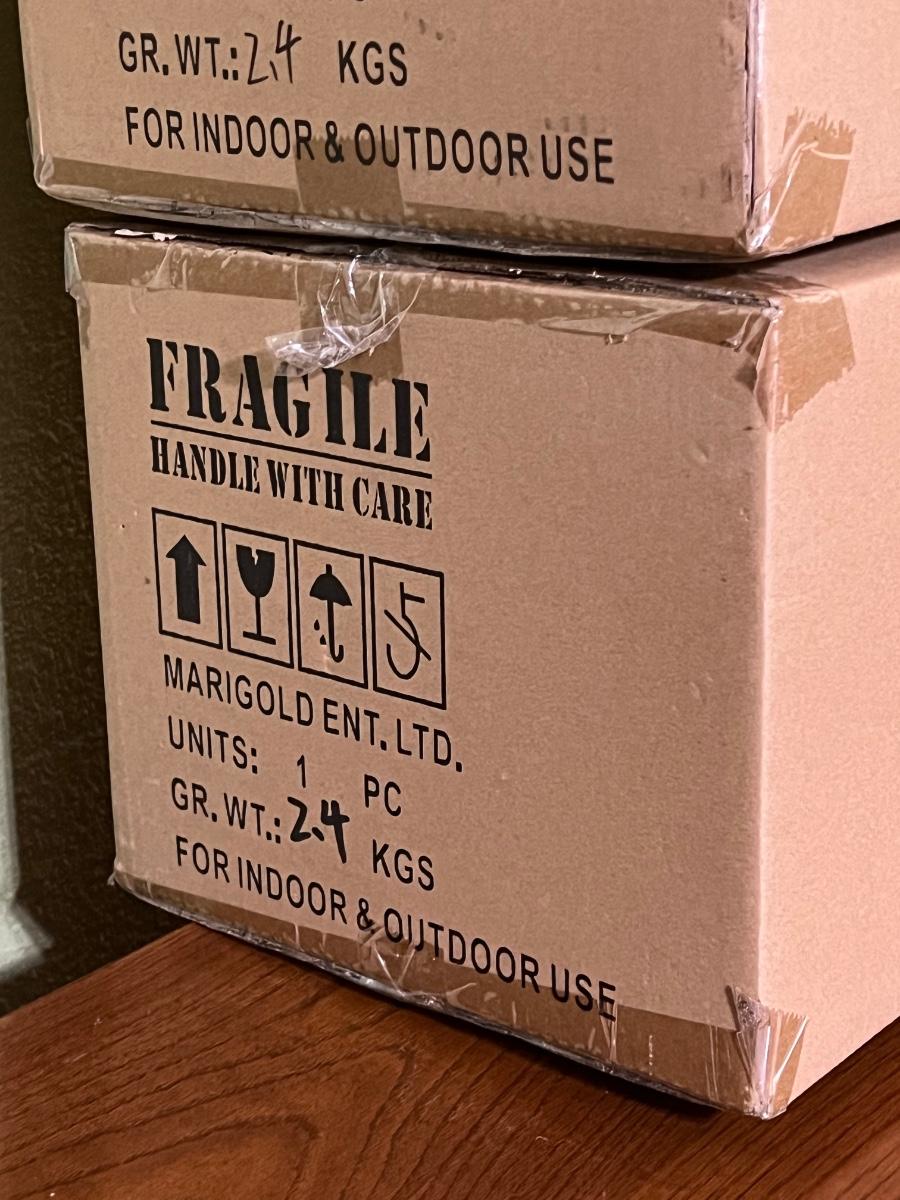 GR. WT.: 2.4 KGS
FOR INDOOR & OUTDOOR USE
FRAGILE
HANDLE WITH CARE
MARIGOLD ENT. LTD.
UNITS: 1 PC
GR. WT.: 2.4 KGS
FOR INDOOR & OUTDOOR USE